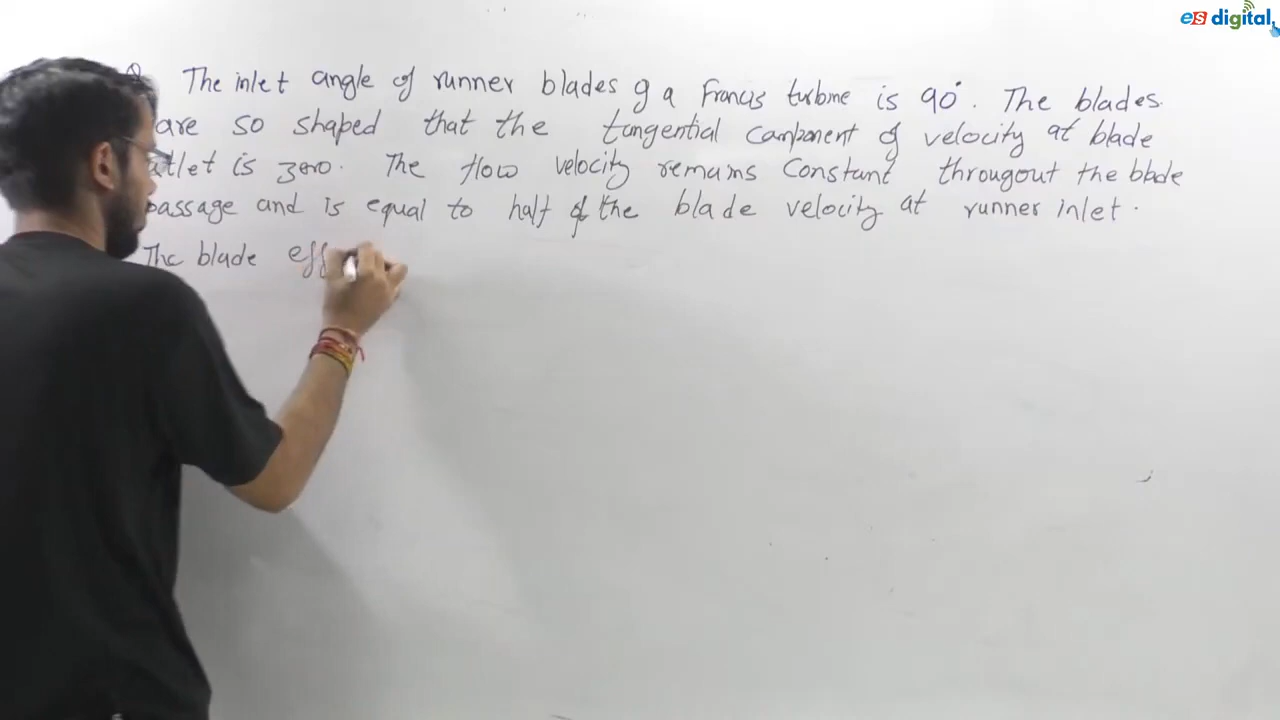 es digital
Q The inlet angle of runner blades of a Francis turbine is 90°. The blades
are so shaped that the tangential component of velocity at blade
outlet is zero. The flow velocity remains Constant througout the blade
passage and is equal to half of the blade velocity at runner inlet.
The blade eff